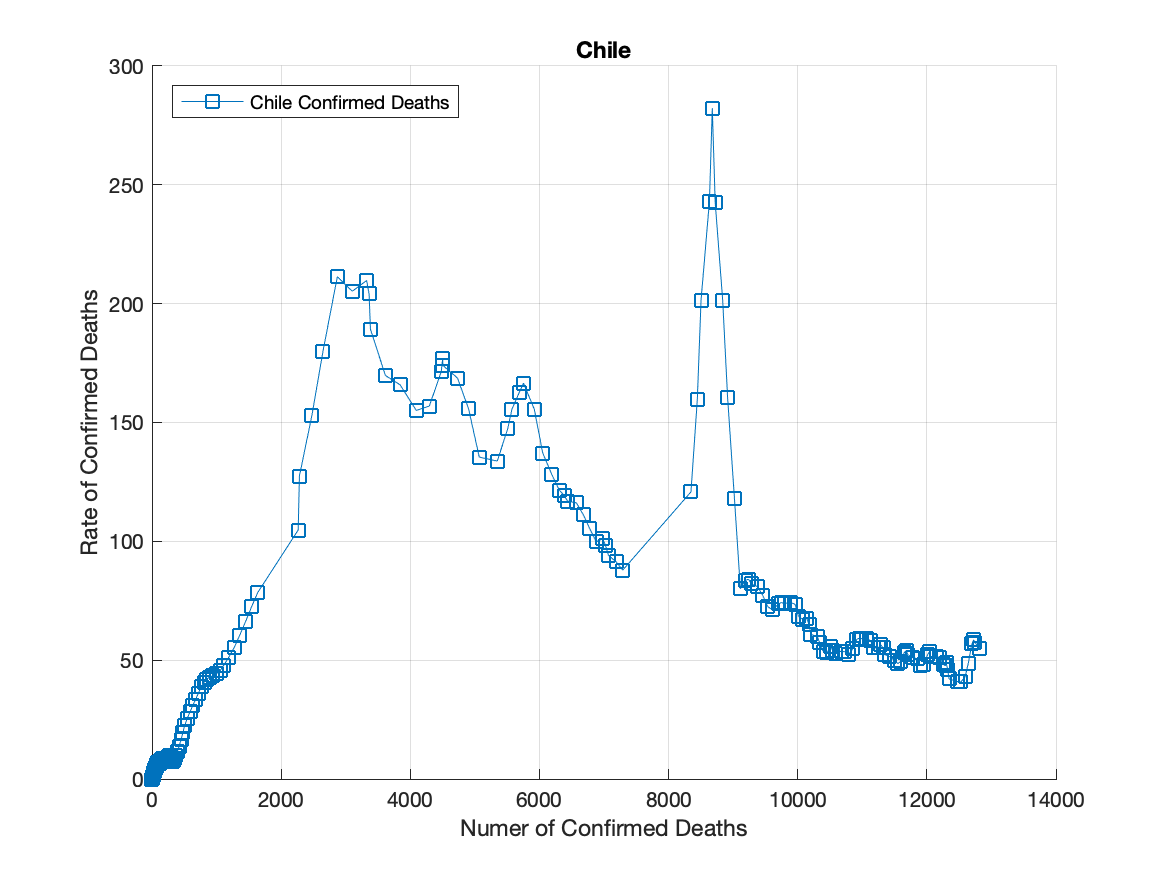 Chile
Chile Confirmed Deaths
300
250
200
150
100
50
0
Rate of Confirmed Deaths
0 2000 4000 6000 8000 10000 12000 14000
Numer of Confirmed Deaths